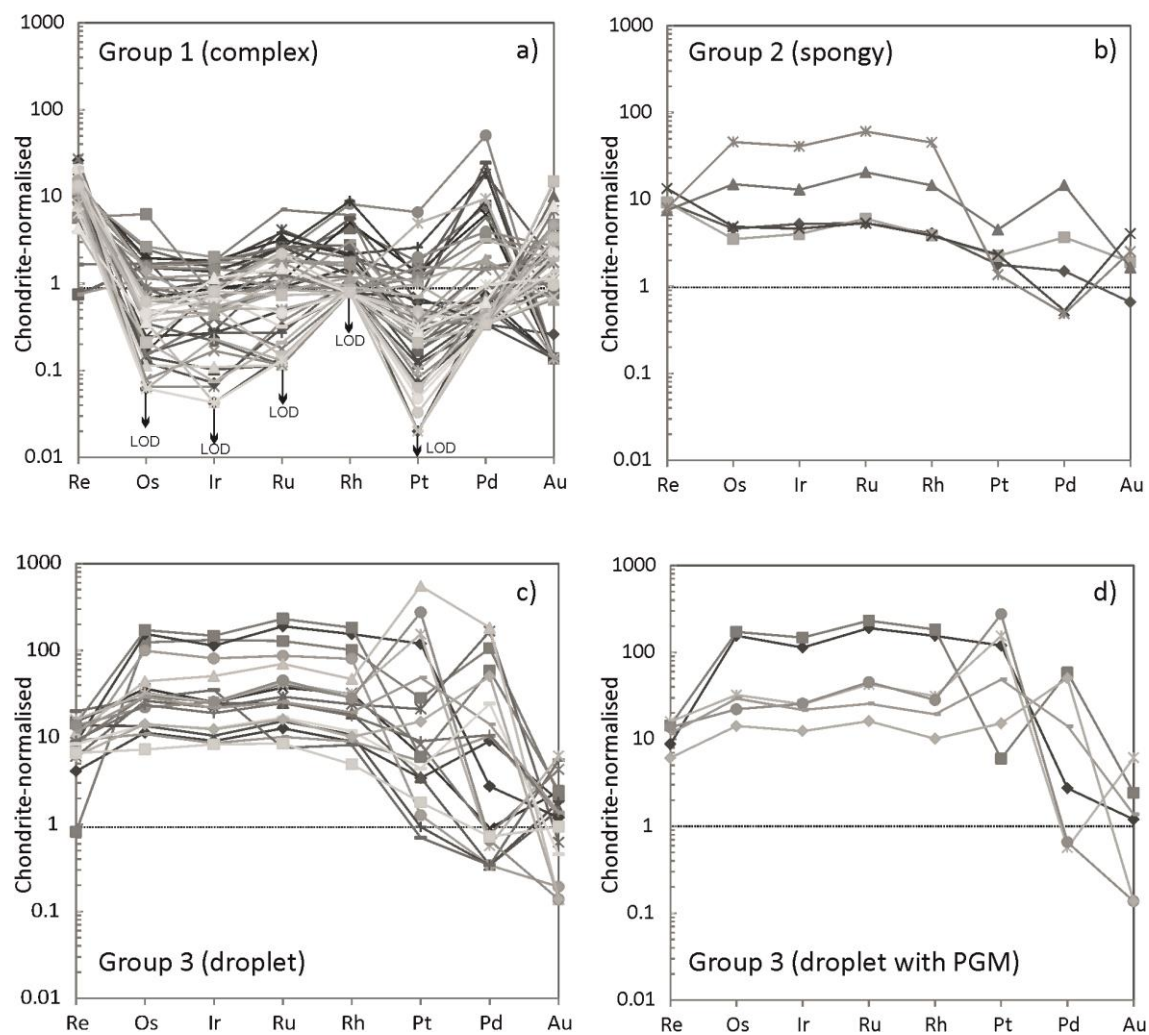 Group 1 (complex)
a)
Chondrite-normalised
1000
100
10
1
0.1
0.01
LOD
LOD
LOD
LOD
LOD
Re Os Ir Ru Rh Pt Pd Au
Group 2 (spongy)
b)
Chondrite-normalised
1000
100
10
1
0.1
0.01
Re Os Ir Ru Rh Pt Pd Au
c)
Chondrite-normalised
1000
100
10
1
0.1
0.01
Group 3 (droplet)
Re Os Ir Ru Rh Pt Pd Au
d)
Chondrite-normalised
1000
100
10
1
0.1
0.01
Group 3 (droplet with PGM)
Re Os Ir Ru Rh Pt Pd Au